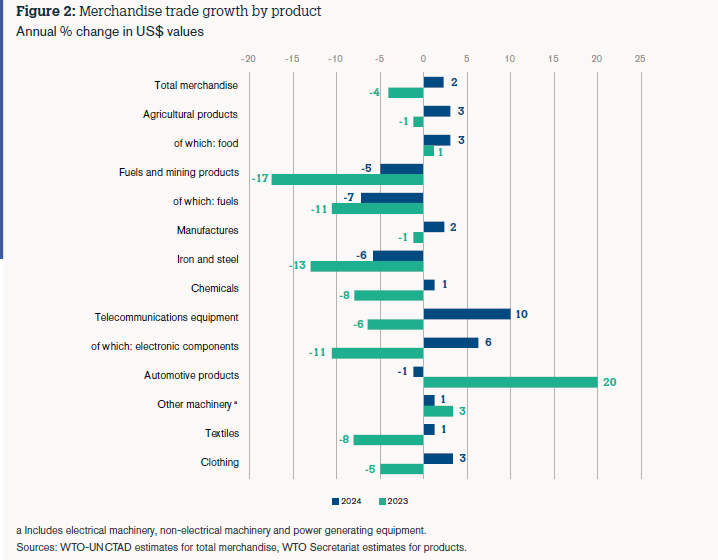 Figure 2: Merchandise trade growth by product
Annual % change in US$ values
-20 -15 -10 -5 0 5 10 15 20 25
Total merchandise 2
-4
Agricultural products 3
-1
of which: food 3
1
Fuels and mining products -5
-17
of which: fuels -7
-11
Manufactures 2
-1
Iron and steel -6
-13
Chemicals 1
-8
Telecommunications equipment 10
-6
of which: electronic components 6
-11
Automotive products -1
20
Other machinery a 1
3
Textiles 1
-8
Clothing 3
-5
2024 2023
a Includes electrical machinery, non-electrical machinery and power generating equipment.
Sources: WTO-UNCTAD estimates for total merchandise, WTO Secretariat estimates for products.